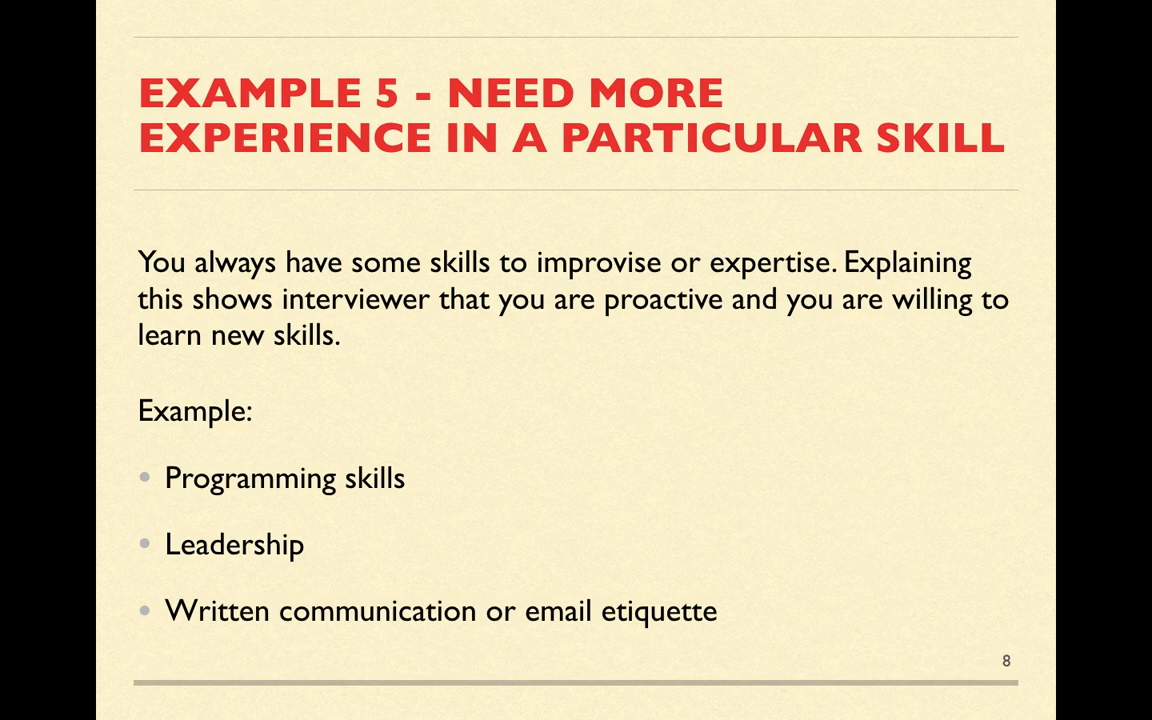 EXAMPLE 5 - NEED MORE
EXPERIENCE IN A PARTICULAR SKILL
You always have some skills to improvise or expertise. Explaining
this shows interviewer that you are proactive and you are willing to
learn new skills.
Example:
• Programming skills
• Leadership
• Written communication or email etiquette
8